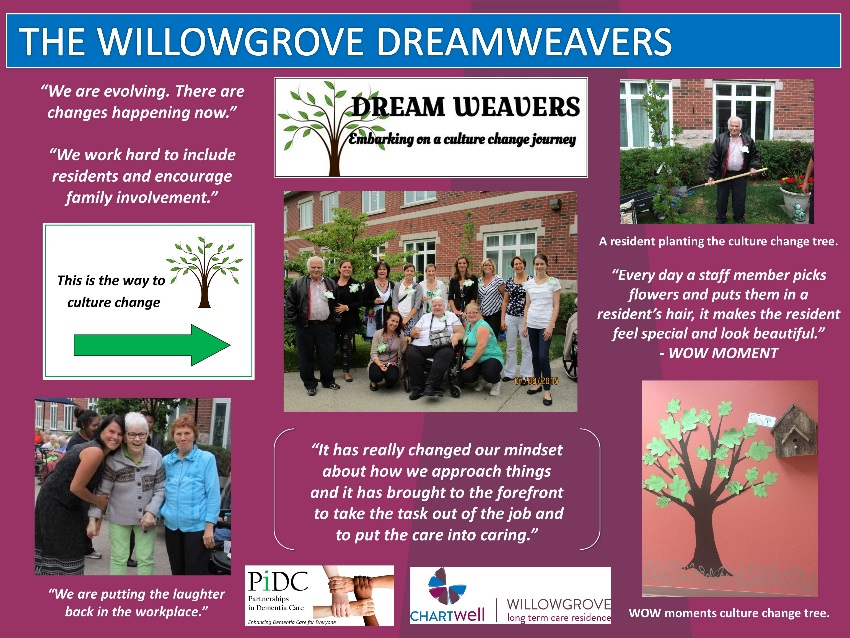 THE WILLOWGROVE DREAMWEAVERS
“We are evolving. There are
changes happening now.”
“We work hard to include
residents and encourage
family involvement.”
This is the way to
culture change
“We are putting the laughter
back in the workplace.”
DREAM WEAVERS
Embarking on a culture change journey
“It has really changed our mindset
about how we approach things
and it has brought to the forefront
to take the task out of the job and
to put the care into caring.”
PiDC
Partnerships
in Dementia Care
Enhancing Dementia Care for Everyone
CHARTWELL
WILLOWGROVE
long term care residence
A resident planting the culture change tree.
“Every day a staff member picks
flowers and puts them in a
resident’s hair, it makes the resident
feel special and look beautiful.”
- WOW MOMENT
WOW moments culture change tree.